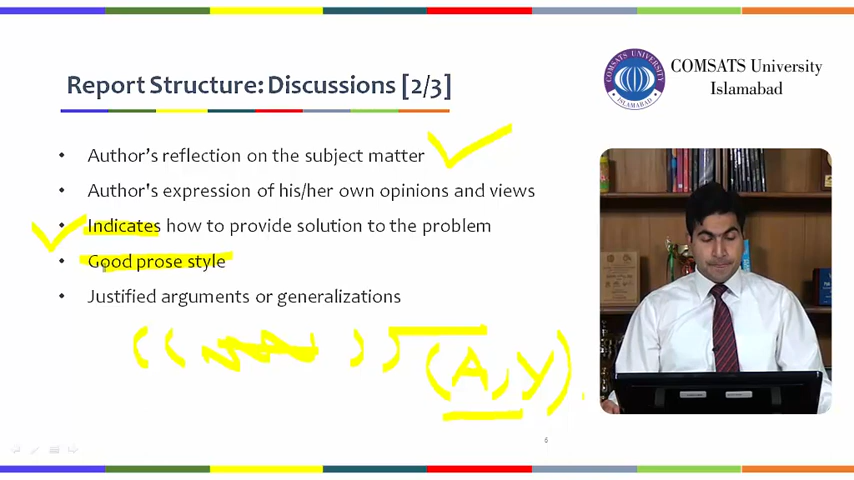 Report Structure: Discussions [2/3]
COMSATS University
Islamabad
• Author's reflection on the subject matter
• Author's expression of his/her own opinions and views
• Indicates how to provide solution to the problem
• Good prose style
• Justified arguments or generalizations
(A, Y)
6